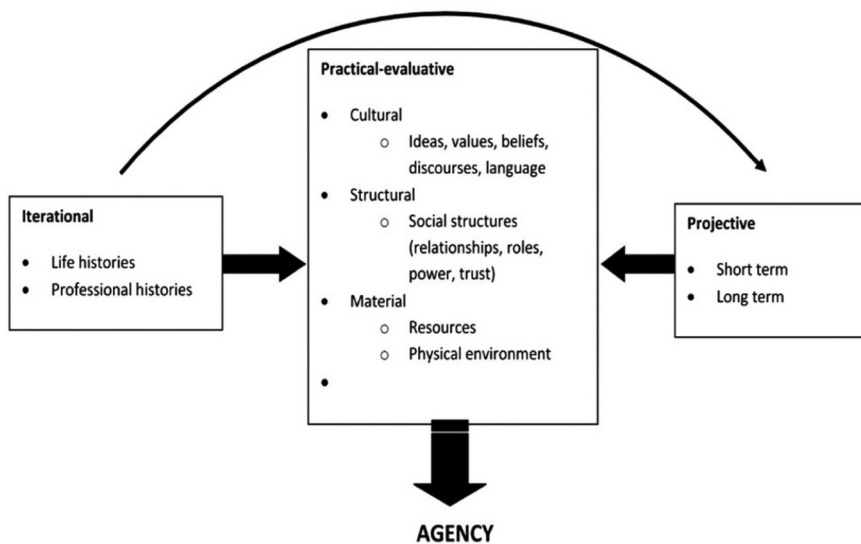 Iterational
• Life histories
• Professional histories
Practical-evaluative
• Cultural
o Ideas, values, beliefs,
discourses, language
• Structural
o Social structures
(relationships, roles,
power, trust)
• Material
o Resources
o Physical environment
•
Projective
• Short term
• Long term
AGENCY